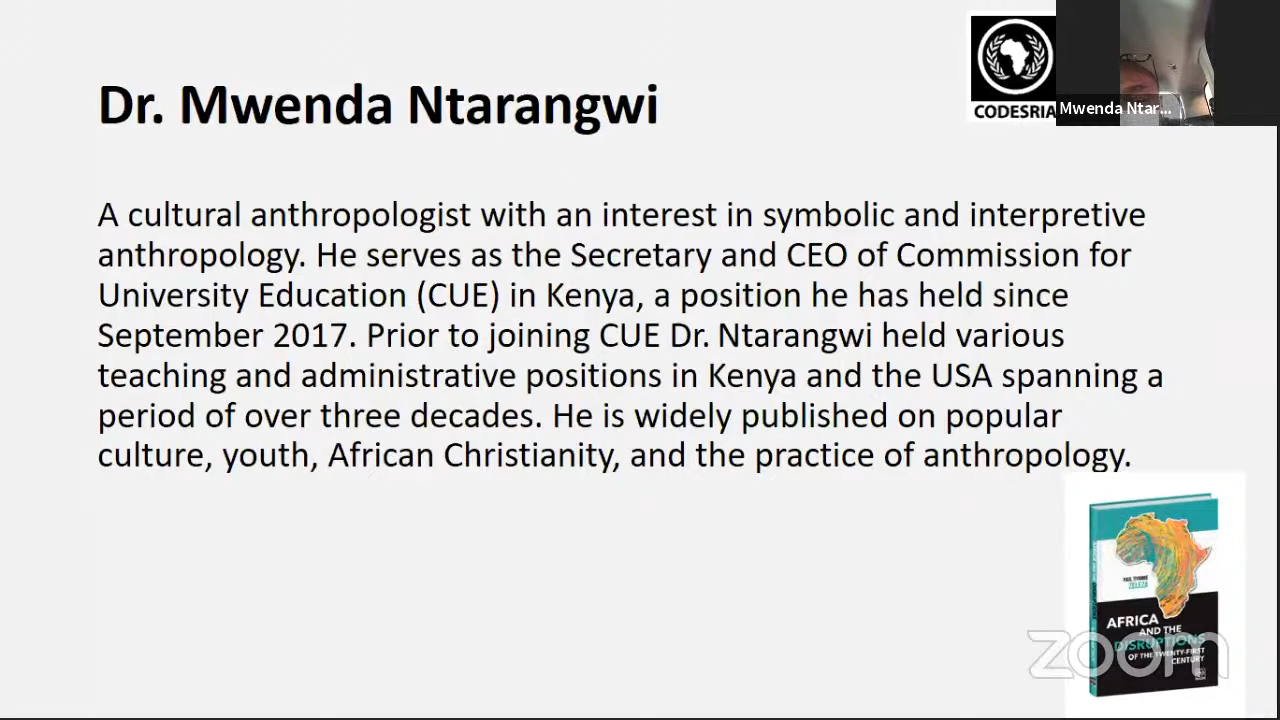 Dr. Mwenda Ntarangwi
CODESRIA
Mwenda Ntar...
A cultural anthropologist with an interest in symbolic and interpretive
anthropology. He serves as the Secretary and CEO of Commission for
University Education (CUE) in Kenya, a position he has held since
September 2017. Prior to joining CUE Dr. Ntarangwi held various
teaching and administrative positions in Kenya and the USA spanning a
period of over three decades. He is widely published on popular
culture, youth, African Christianity, and the practice of anthropology.
ZELEZA
AFRICA
AND THE
DISRUPTIONS
OF THE TWENTY-FIRST
CENTURY
zoom